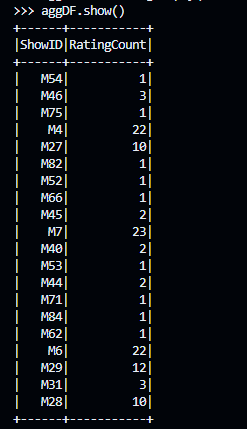 >>> aggDF.show()
+------+-----------+
|ShowID|RatingCount|
+------+-----------+
|   M54|          1|
|   M46|          3|
|   M75|          1|
|    M4|         22|
|   M27|         10|
|   M82|          1|
|   M52|          1|
|   M66|          1|
|   M45|          2|
|    M7|         23|
|   M40|          2|
|   M53|          1|
|   M44|          2|
|   M71|          1|
|   M84|          1|
|   M62|          1|
|    M6|         22|
|   M29|         12|
|   M31|          3|
|   M28|         10|
+------+-----------+